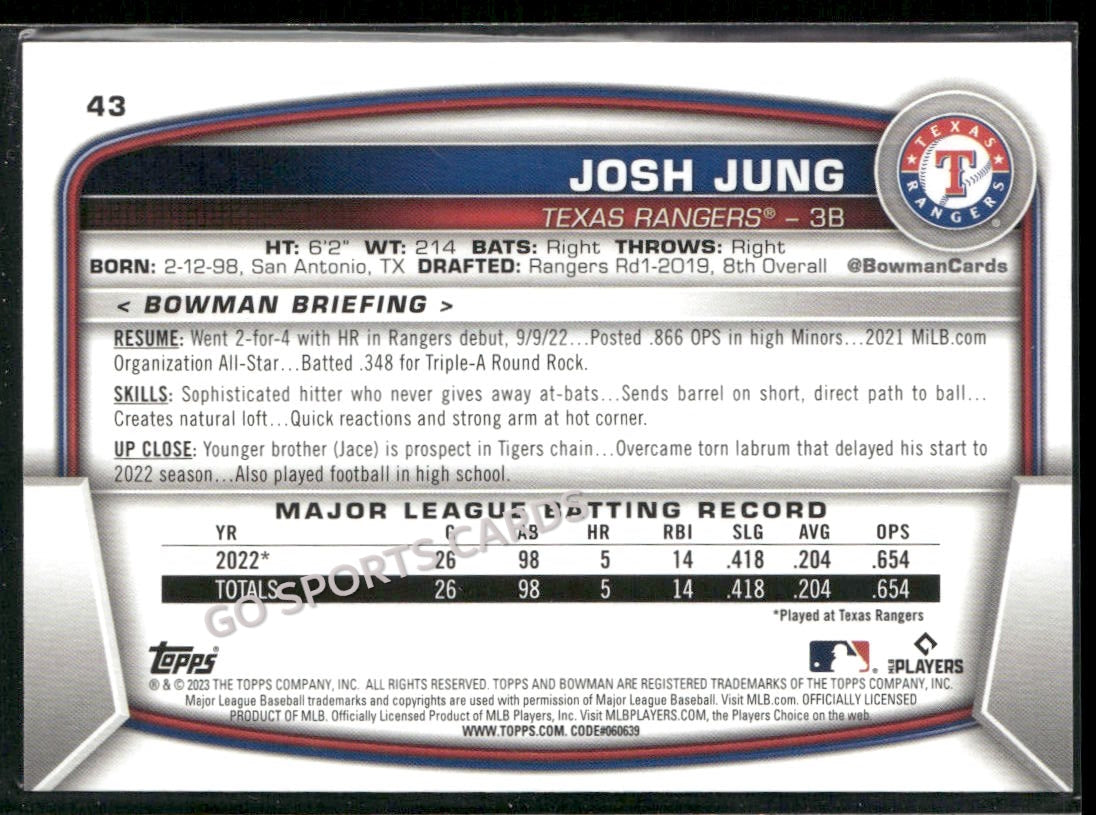 43
TEXAS RANGERS
T
JOSH JUNG
TEXAS RANGERS® – 3B
HT: 6'2" WT: 214 BATS: Right THROWS: Right
BORN: 2-12-98, San Antonio, TX DRAFTED: Rangers Rd1-2019, 8th Overall @BowmanCards
< BOWMAN BRIEFING >
RESUME: Went 2-for-4 with HR in Rangers debut, 9/9/22...Posted .866 OPS in high Minors...2021 MiLB.com
Organization All-Star...Batted .348 for Triple-A Round Rock.
SKILLS: Sophisticated hitter who never gives away at-bats...Sends barrel on short, direct path to ball...
Creates natural loft...Quick reactions and strong arm at hot corner.
UP CLOSE: Younger brother (Jace) is prospect in Tigers chain...Overcame torn labrum that delayed his start to
2022 season...Also played football in high school.
MAJOR LEAGUE BATTING RECORD
YR G AB HR RBI SLG AVG OPS
2022* 26 98 5 14 .418 .204 .654
TOTALS 26 98 5 14 .418 .204 .654
*Played at Texas Rangers
GO SPORTS CARDS
Topps® MLB PLAYERS
® & © 2023 THE TOPPS COMPANY, INC. ALL RIGHTS RESERVED. TOPPS AND BOWMAN ARE REGISTERED TRADEMARKS OF THE TOPPS COMPANY, INC.
Major League Baseball trademarks and copyrights are used with permission of Major League Baseball. Visit MLB.com. OFFICIALLY LICENSED
PRODUCT OF MLB. Officially Licensed Product of MLB Players, Inc. Visit MLBPLAYERS.COM, the Players Choice on the web.
WWW.TOPPS.COM. CODE#060639